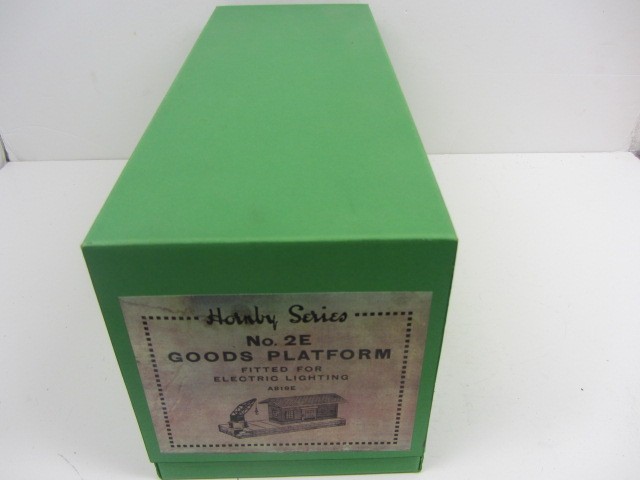 Hornby Series
No. 2E
GOODS PLATFORM
FITTED FOR
ELECTRIC LIGHTING